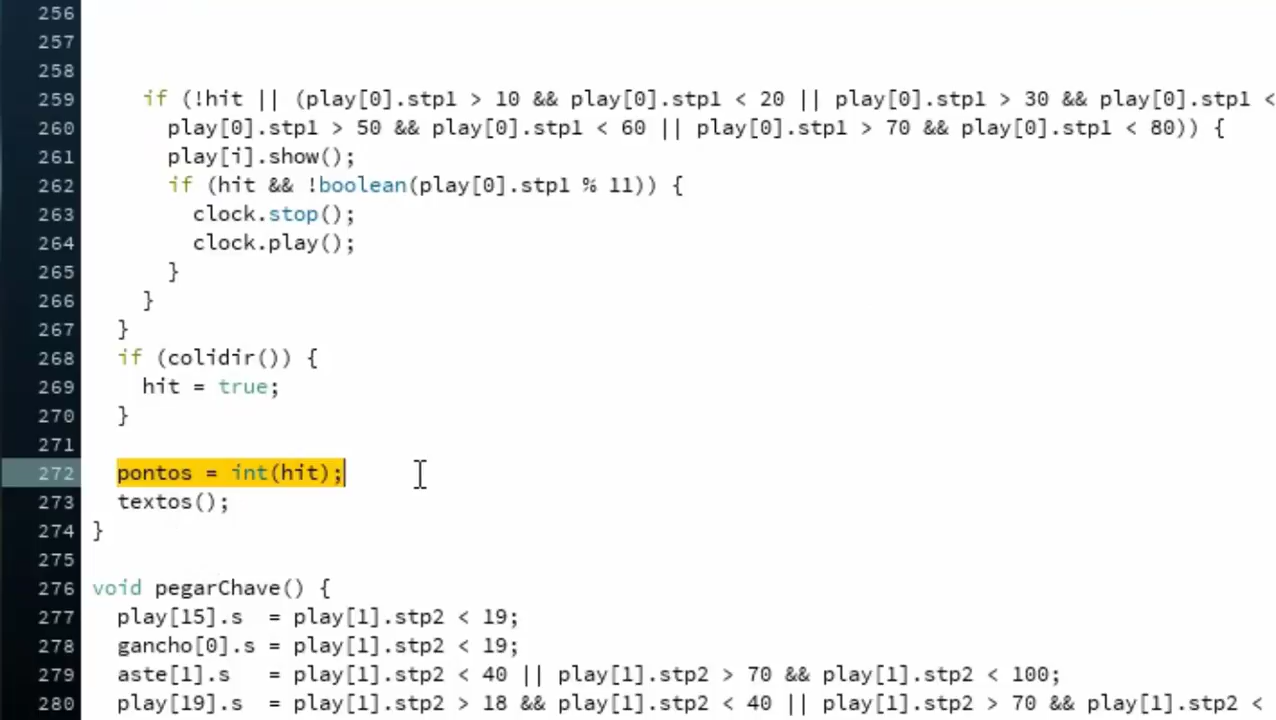 256
257
258
259 if (!hit || (play[0].stp1 > 10 && play[0].stp1 < 20 || play[0].stp1 > 30 && play[0].stp1 <
260 play[0].stp1 > 50 && play[0].stp1 < 60 || play[0].stp1 > 70 && play[0].stp1 < 80)) {
261 play[i].show();
262 if (hit && !boolean(play[0].stp1 % 11)) {
263 clock.stop();
264 clock.play();
265 }
266 }
267 }
268 if (colidir()) {
269 hit = true;
270 }
271
272 pontos = int(hit);
273 textos();
274 }
275
276 void pegarChave() {
277 play[15].s  = play[1].stp2 < 19;
278 gancho[0].s = play[1].stp2 < 19;
279 aste[1].s   = play[1].stp2 < 40 || play[1].stp2 > 70 && play[1].stp2 < 100;
280 play[19].s  = play[1].stp2 > 18 && play[1].stp2 < 40 || play[1].stp2 > 70 && play[1].stp2 <